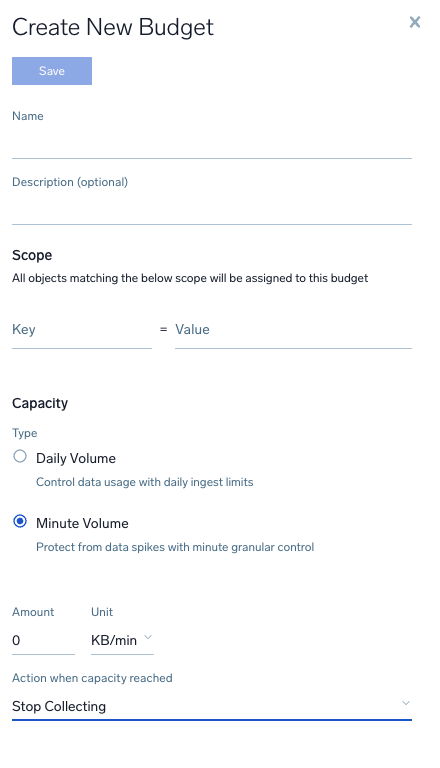 Create New Budget
Save
Name
Description (optional)
Scope
All objects matching the below scope will be assigned to this budget
Key = Value
Capacity
Type
Daily Volume
Control data usage with daily ingest limits
Minute Volume
Protect from data spikes with minute granular control
Amount Unit
0 KB/min
Action when capacity reached
Stop Collecting